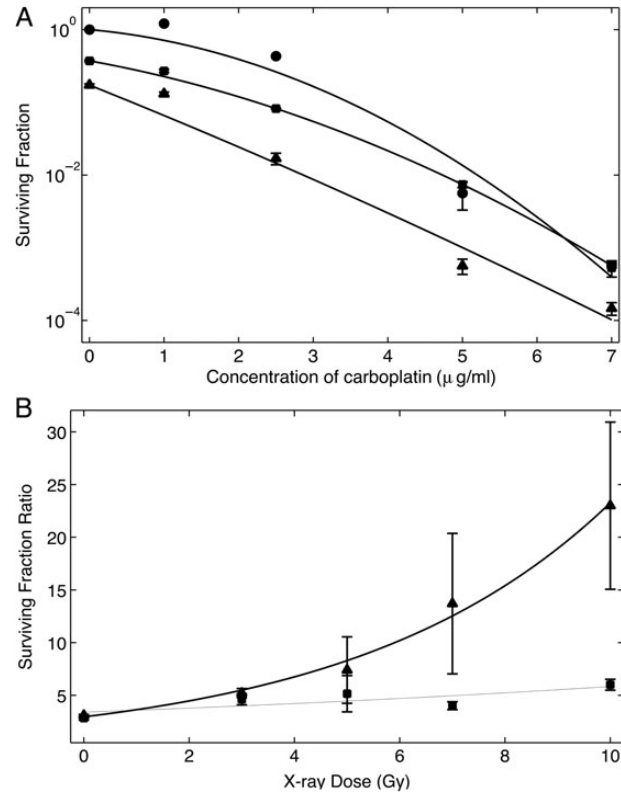 A
10^0
10^-2
10^-4
Surviving Fraction
0 1 2 3 4 5 6 7
Concentration of carboplatin (μ g/ml)
B
30
25
20
15
10
5
Surviving Fraction Ratio
0 2 4 6 8 10
X-ray Dose (Gy)